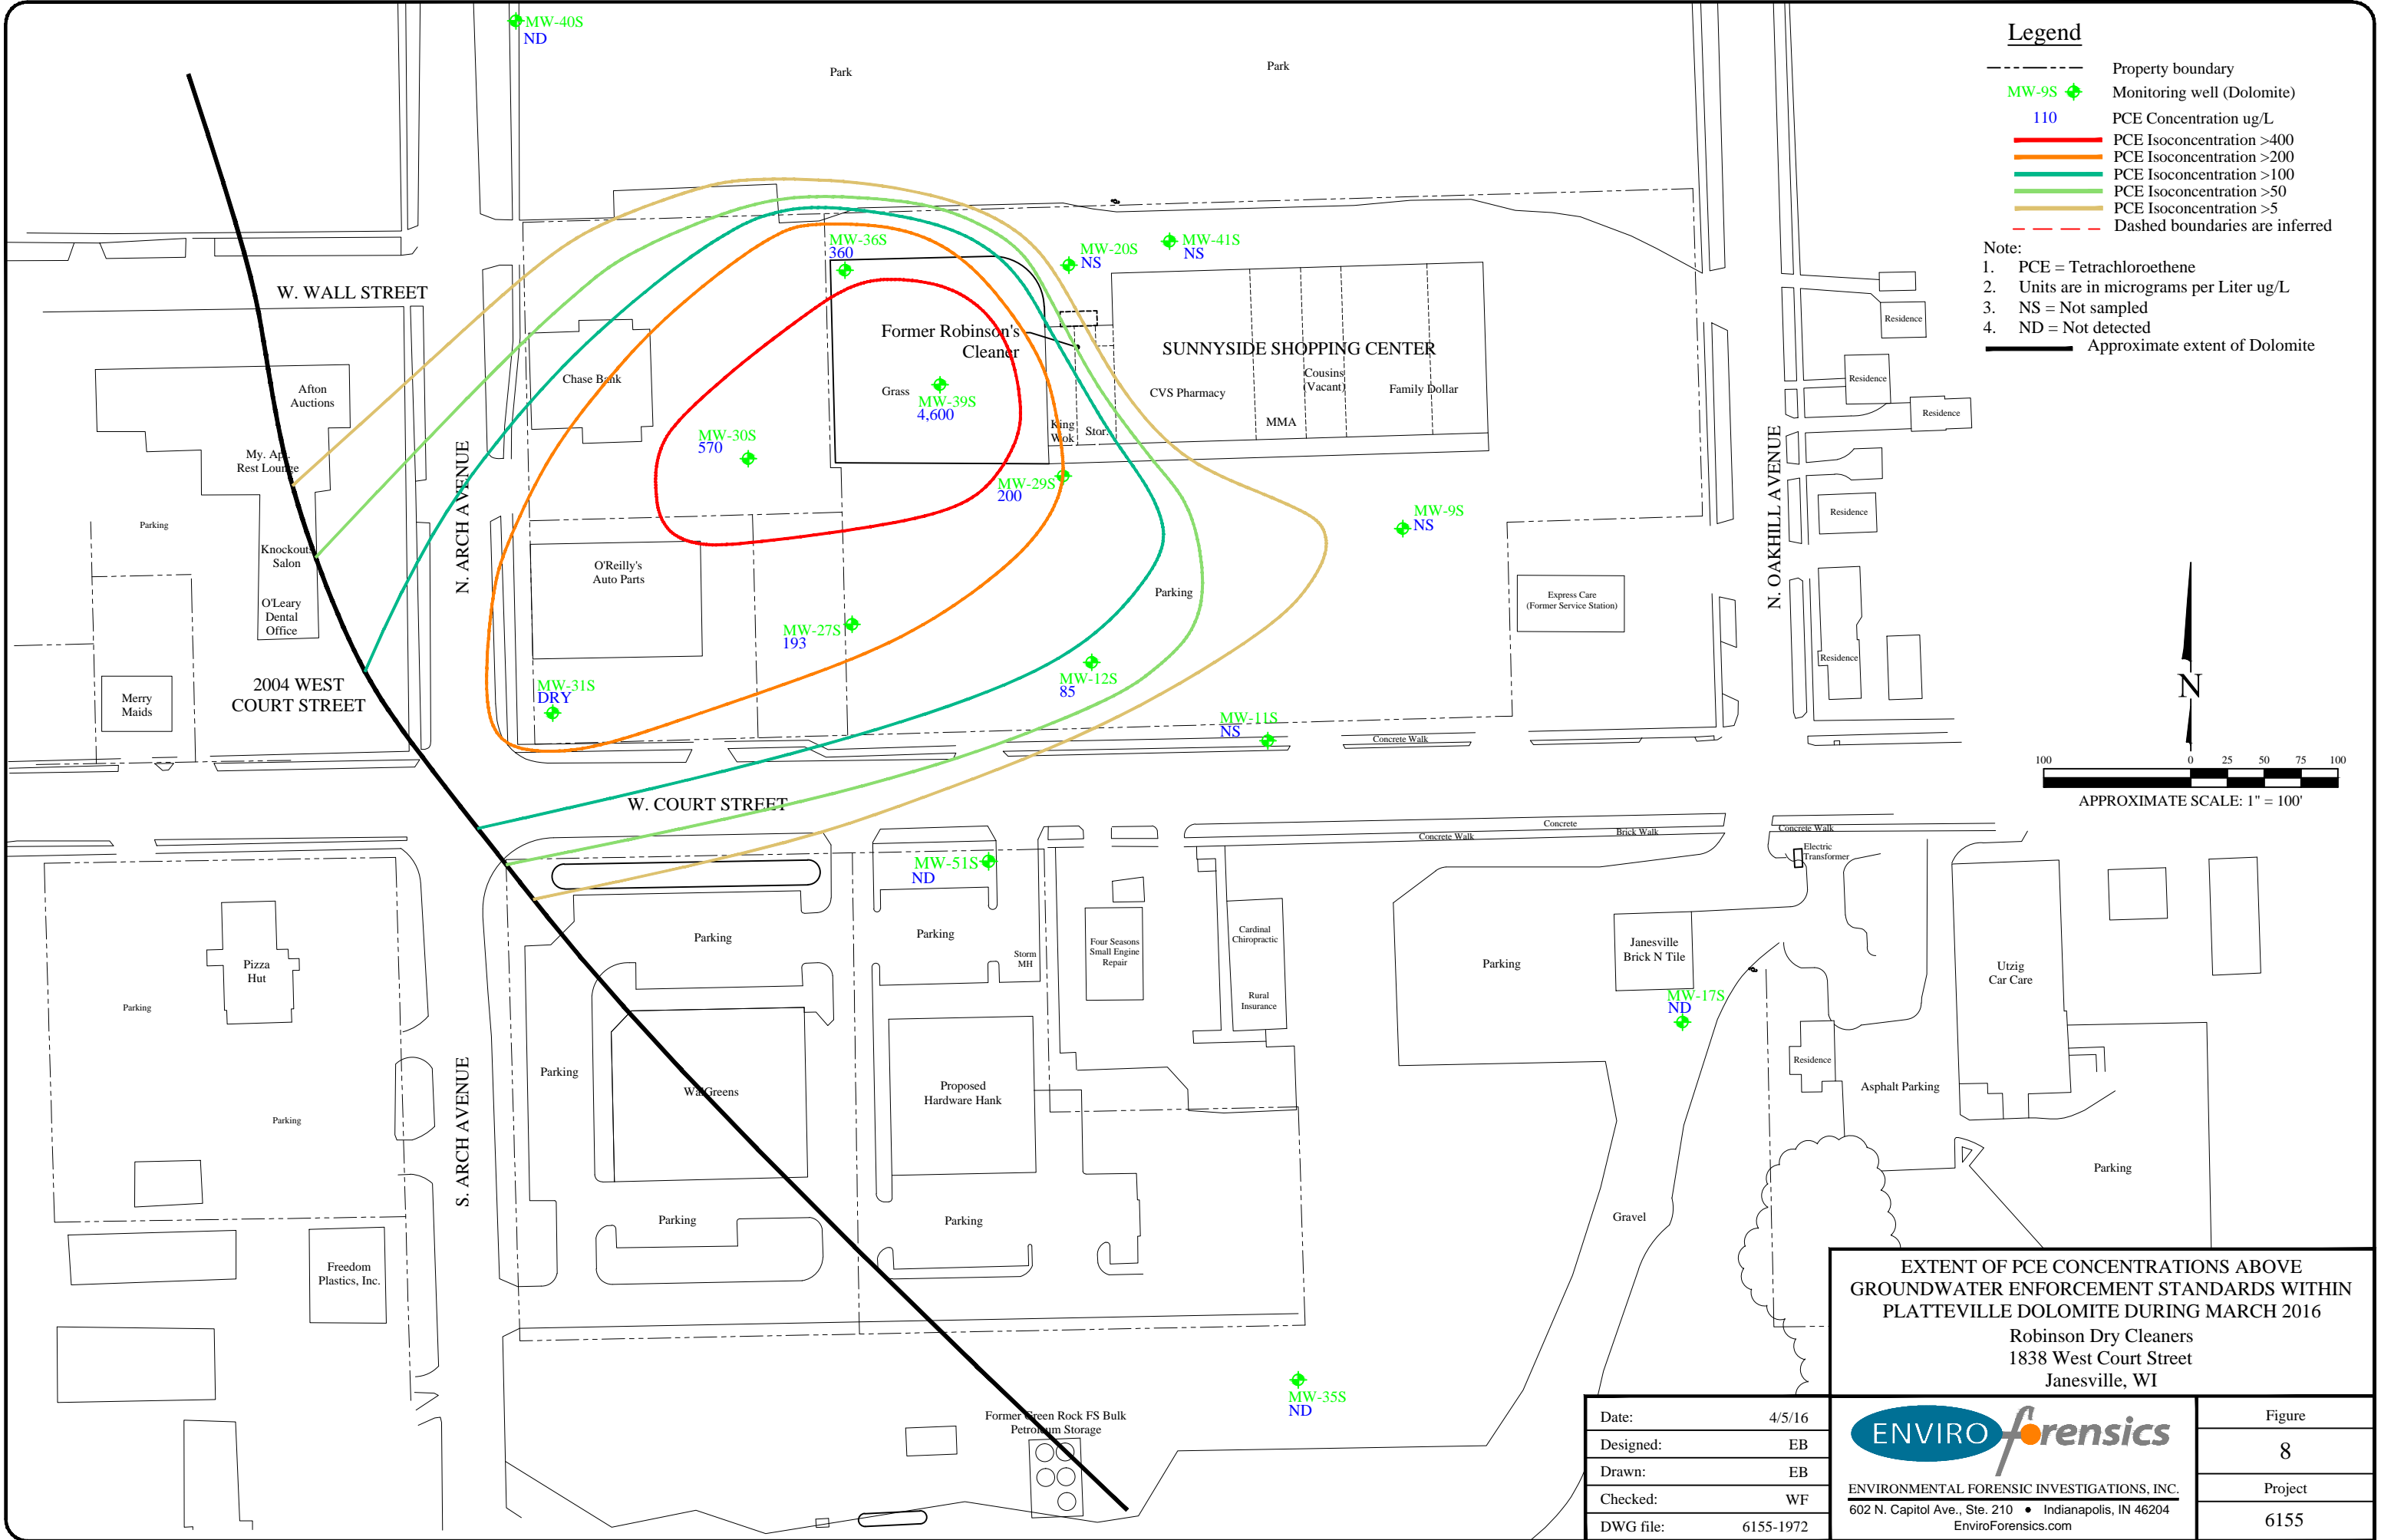 MW-40S
ND
Park
Park
Legend
Property boundary
MW-9S
Monitoring well (Dolomite)
110
PCE Concentration ug/L
PCE Isoconcentration >400
PCE Isoconcentration >200
PCE Isoconcentration >100
PCE Isoconcentration >50
PCE Isoconcentration >5
Dashed boundaries are inferred
Note:
1. PCE = Tetrachloroethene
2. Units are in micrograms per Liter ug/L
3. NS = Not sampled
4. ND = Not detected
Approximate extent of Dolomite
MW-36S
360
MW-20S
NS
MW-41S
NS
W. WALL STREET
Former Robinson's
Cleaner
SUNNYSIDE SHOPPING CENTER
Residence
Chase Bank
Afton
Auctions
Grass
MW-39S
4,600
CVS Pharmacy
Cousins
(Vacant)
Family Dollar
MMA
Residence
Residence
King
Wok
Stor.
MW-30S
570
My. Apt.
Rest Lounge
N. ARCH AVENUE
MW-29S
200
MW-9S
NS
N. OAKHILL AVENUE
Residence
Parking
Knockouts
Salon
O'Reilly's
Auto Parts
Parking
Express Care
(Former Service Station)
O'Leary
Dental
Office
MW-27S
193
Residence
2004 WEST
COURT STREET
Merry
Maids
MW-31S
DRY
MW-12S
85
MW-11S
NS
Concrete Walk
N
100 0 25 50 75 100
APPROXIMATE SCALE: 1" = 100'
W. COURT STREET
Concrete
Concrete Walk
Brick Walk
Concrete Walk
Electric
Transformer
MW-51S
ND
Parking
Parking
Storm
MH
Four Seasons
Small Engine
Repair
Cardinal
Chiropractic
Rural
Insurance
Parking
Janesville
Brick N Tile
Utzig
Car Care
MW-17S
ND
Pizza
Hut
Parking
Parking
S. ARCH AVENUE
Parking
WalGreens
Proposed
Hardware Hank
Residence
Asphalt Parking
Parking
Parking
Parking
Gravel
Freedom
Plastics, Inc.
MW-35S
ND
Former Green Rock FS Bulk
Petroleum Storage
EXTENT OF PCE CONCENTRATIONS ABOVE
GROUNDWATER ENFORCEMENT STANDARDS WITHIN
PLATTEVILLE DOLOMITE DURING MARCH 2016
Robinson Dry Cleaners
1838 West Court Street
Janesville, WI
Date: 4/5/16
Designed: EB
Drawn: EB
Checked: WF
DWG file: 6155-1972
ENVIRO forensics
ENVIRONMENTAL FORENSIC INVESTIGATIONS, INC.
602 N. Capitol Ave., Ste. 210 ● Indianapolis, IN 46204
EnviroForensics.com
Figure
8
Project
6155